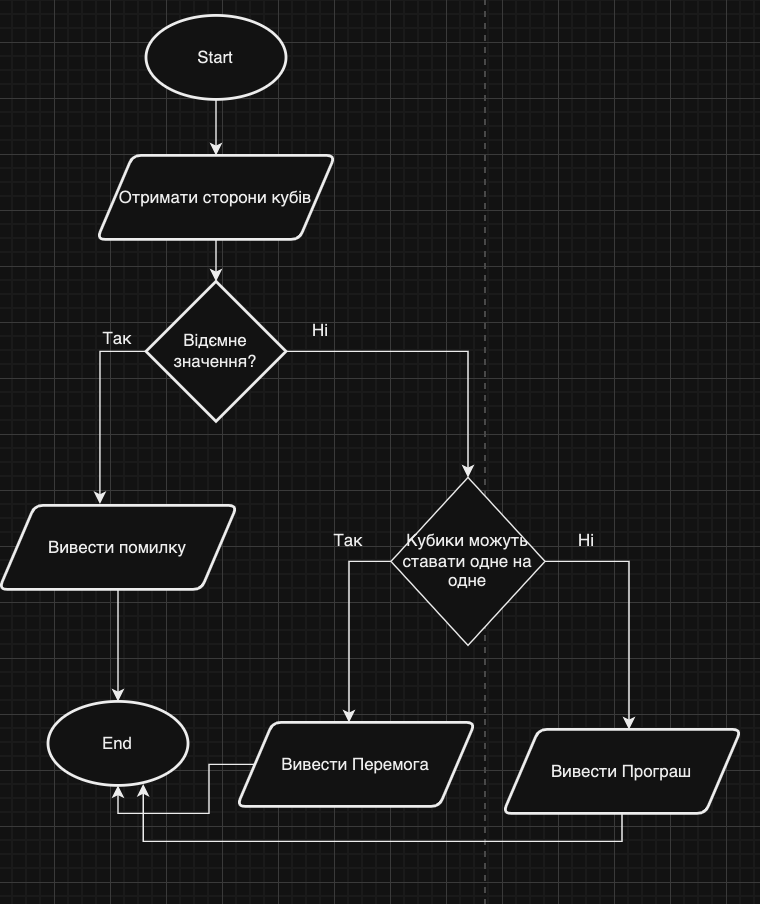 Start
Отримати сторони кубів
Так
Ні
Відємне
значення?
Вивести помилку
Так
Ні
Кубики можуть
ставати одне на
одне
End
Вивести Перемога
Вивести Програш